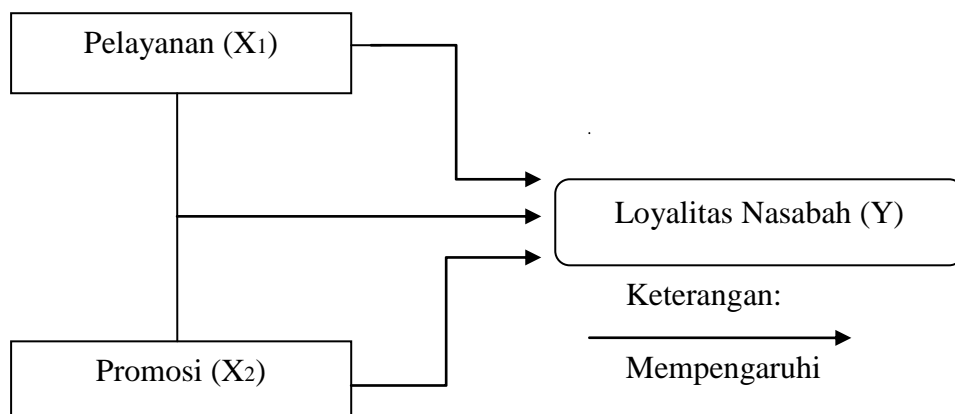 Pelayanan (X₁)
Loyalitas Nasabah (Y)
Keterangan:
Mempengaruhi
Promosi (X₂)